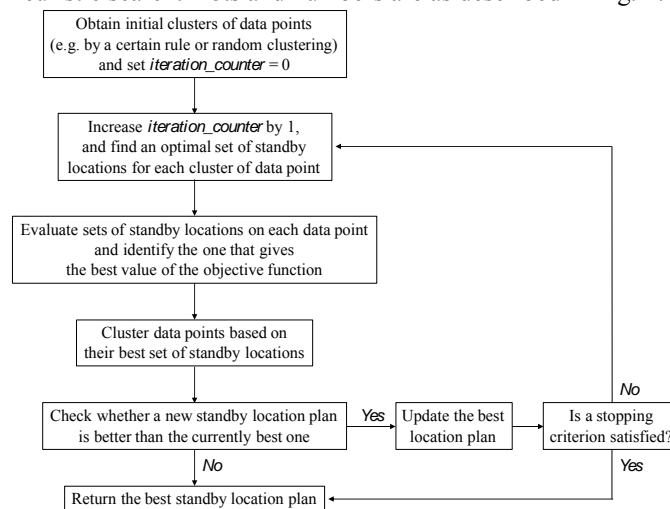 Obtain initial clusters of data points
(e.g. by a certain rule or random clustering)
and set iteration_counter = 0
Increase iteration_counter by 1,
and find an optimal set of standby
locations for each cluster of data point
Evaluate sets of standby locations on each data point
and identify the one that gives
the best value of the objective function
Cluster data points based on
their best set of standby locations
Check whether a new standby location plan
is better than the currently best one
Yes
Update the best
location plan
Is a stopping
criterion satisfied?
No
Yes
No
Return the best standby location plan